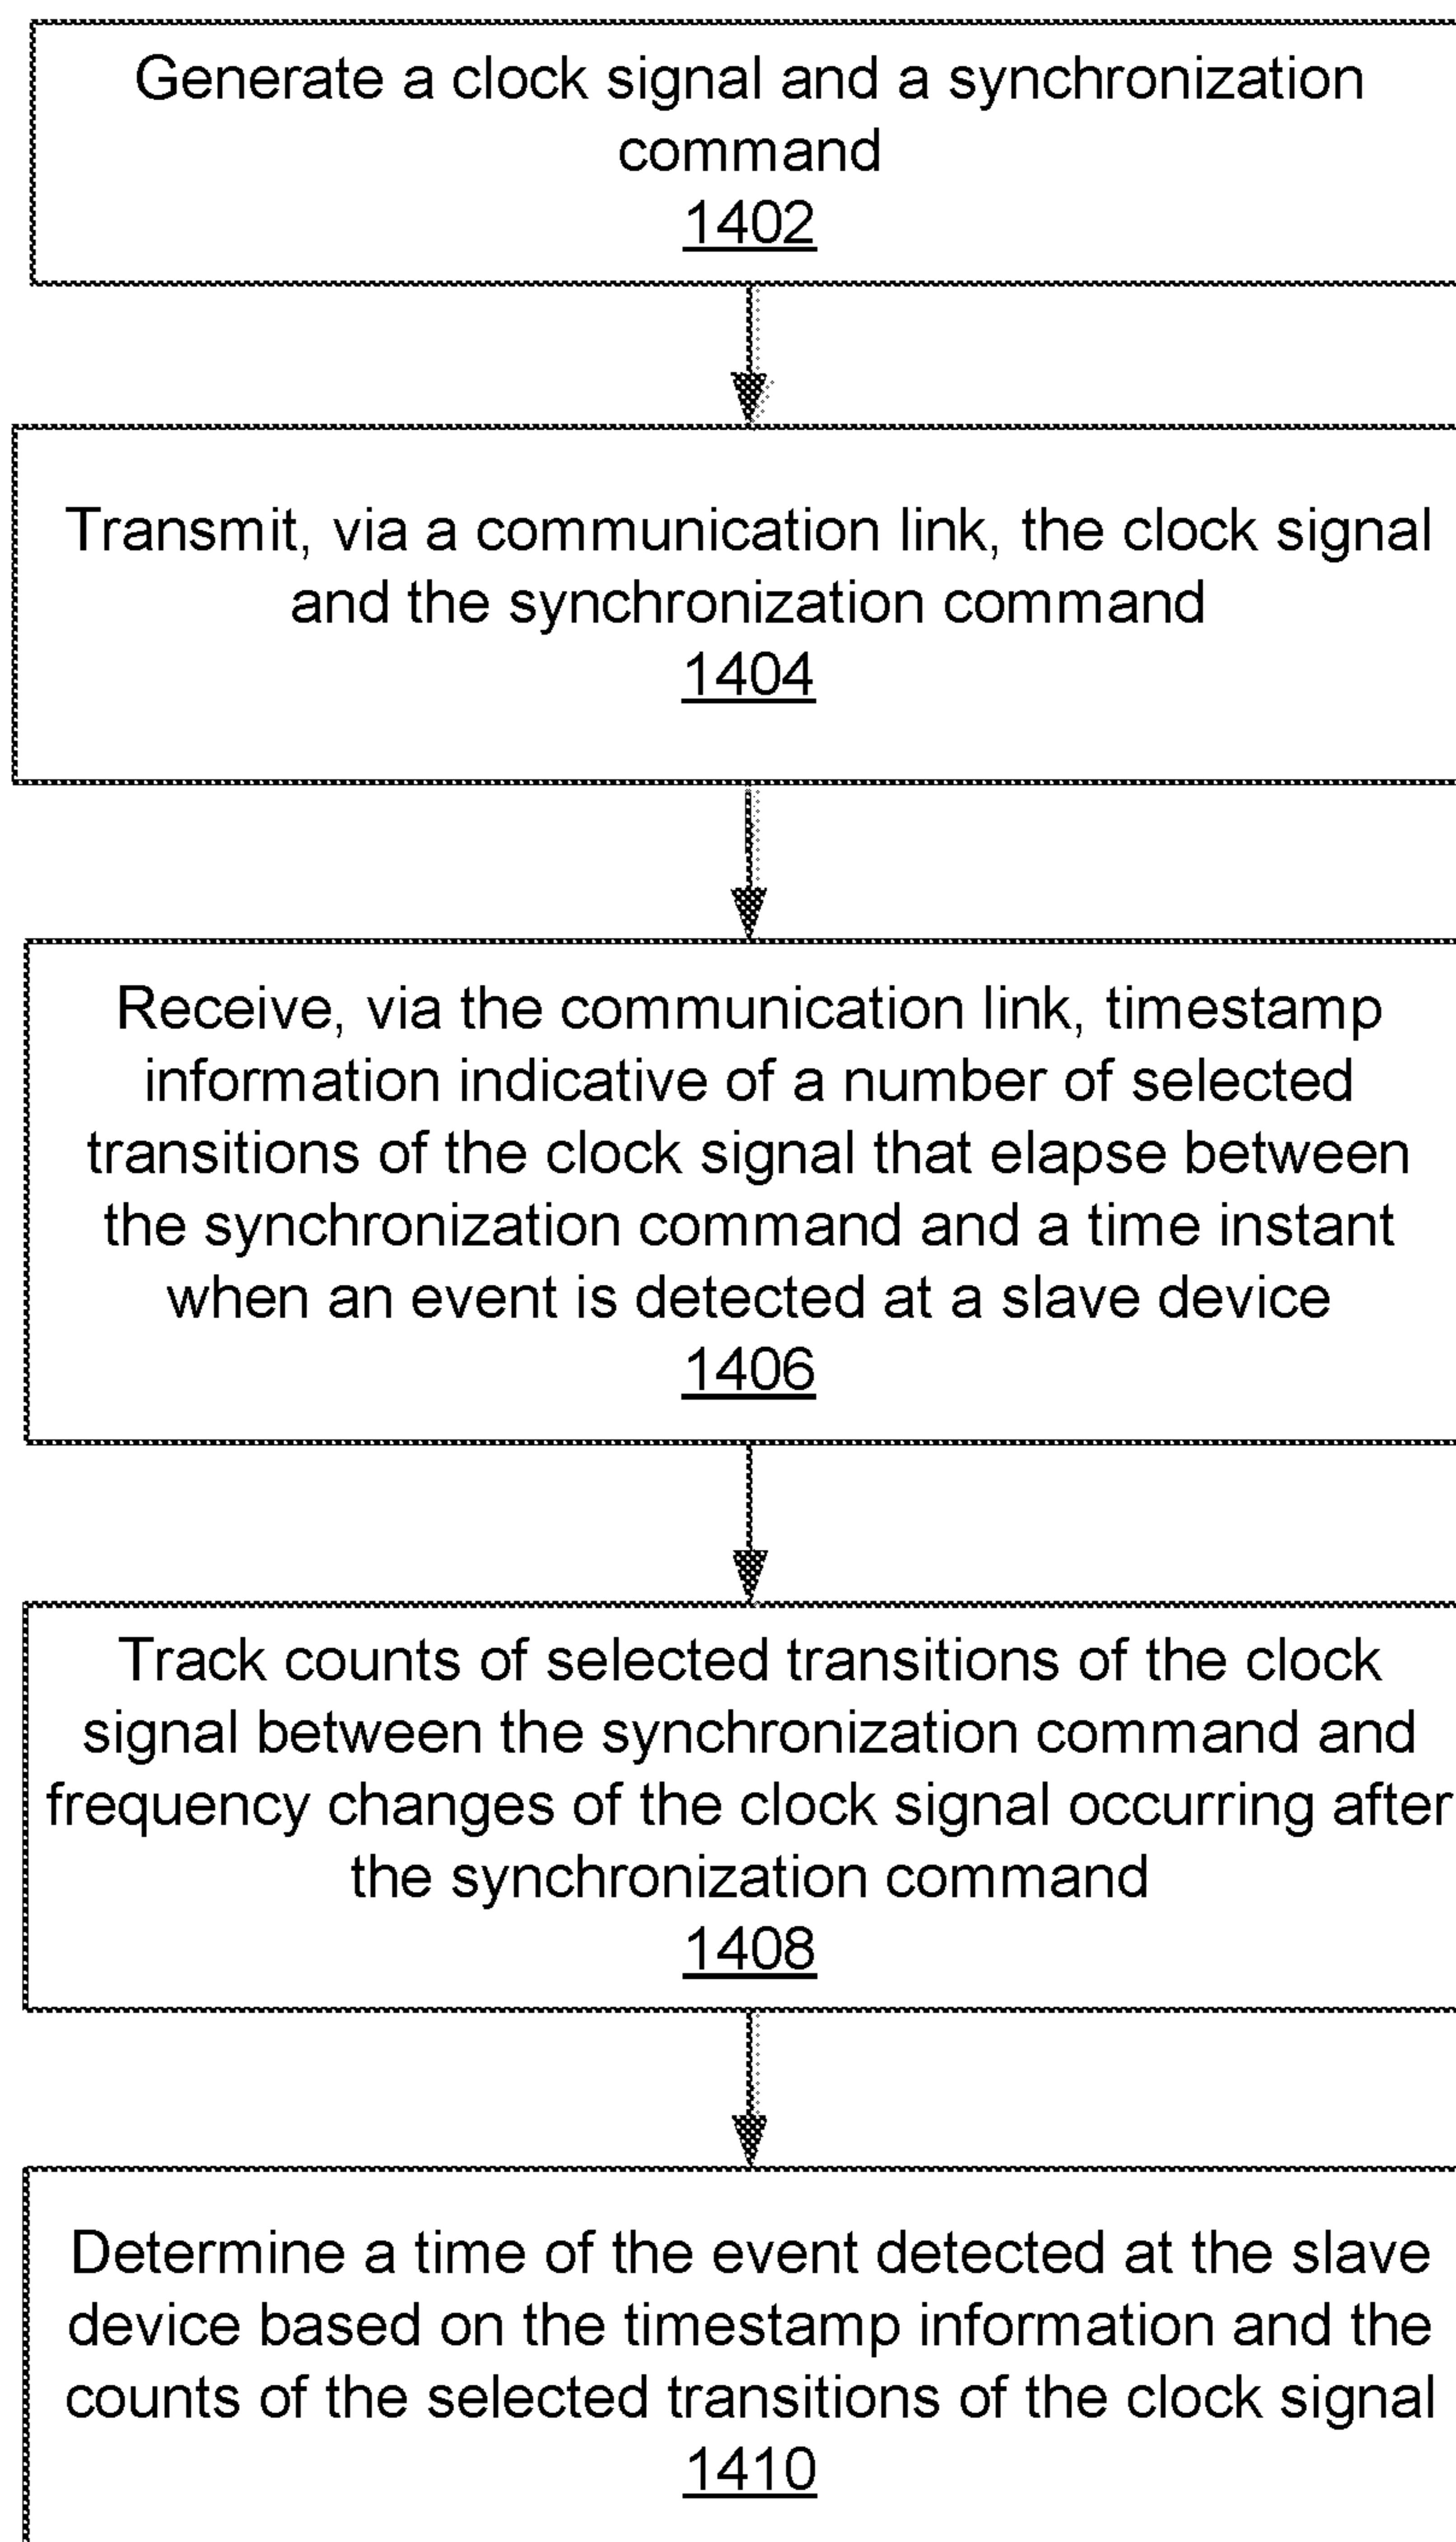 Generate a clock signal and a synchronization
command
1402
Transmit, via a communication link, the clock signal
and the synchronization command
1404
Receive, via the communication link, timestamp
information indicative of a number of selected
transitions of the clock signal that elapse between
the synchronization command and a time instant
when an event is detected at a slave device
1406
Track counts of selected transitions of the clock
signal between the synchronization command and
frequency changes of the clock signal occurring after
the synchronization command
1408
Determine a time of the event detected at the slave
device based on the timestamp information and the
counts of the selected transitions of the clock signal
1410